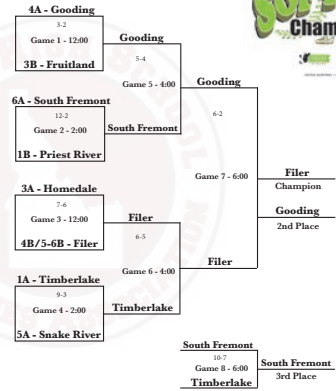 4A - Gooding
3-2
Game 1 - 12:00
3B - Fruitland
Gooding
5-4
Game 5 - 4:00
6A - South Fremont
12-2
Game 2 - 2:00
1B - Priest River
South Fremont
Gooding
6-2
Game 7 - 6:00
3A - Homedale
7-6
Game 3 - 12:00
4B/5-6B - Filer
Filer
6-5
Game 6 - 4:00
1A - Timberlake
9-3
Game 4 - 2:00
5A - Snake River
Timberlake
Filer
Filer
Champion
Gooding
2nd Place
South Fremont
10-7
Game 8 - 6:00
Timberlake
South Fremont
3rd Place